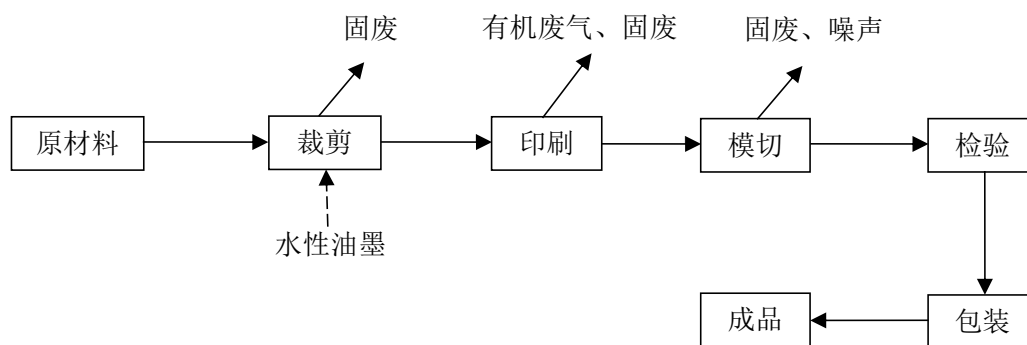 固废
有机废气、固废
固废、噪声
原材料
裁剪
印刷
模切
检验
水性油墨
成品
包装